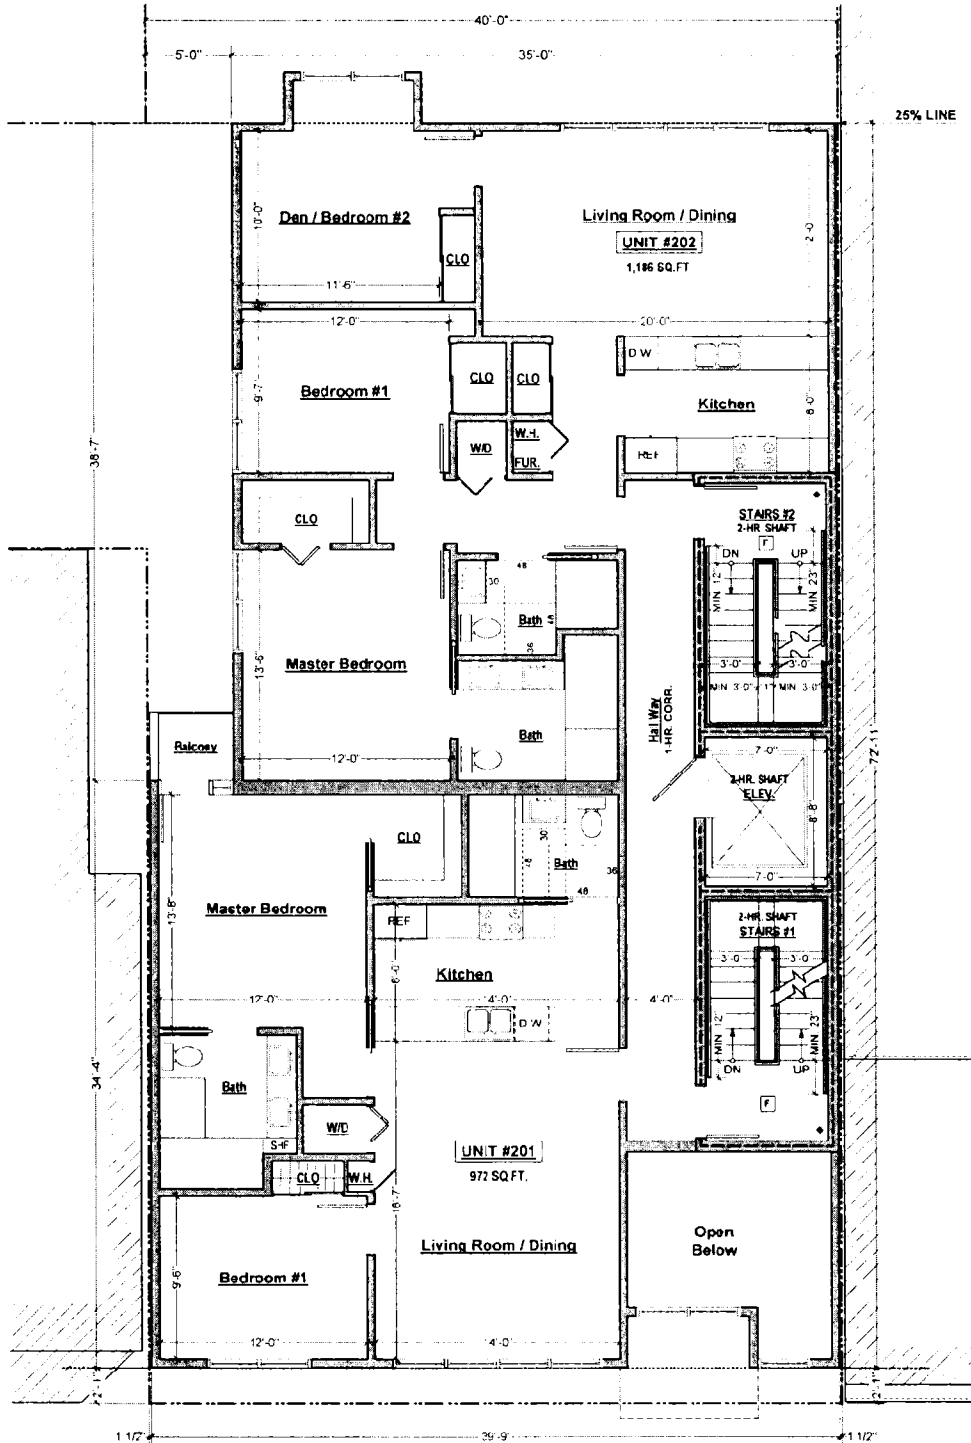 40'-0"
5'-0"
35'-0"
25% LINE
10'-0"
Den / Bedroom #2
CLO
11'-6"
Living Room / Dining
UNIT #202
1,186 SQ.FT
12'-0"
20'-0"
D W
Bedroom #1
9'-7"
CLO
CLO
Kitchen
8'-0"
38'-7"
W/D
W.H.
FUR.
REF
CLO
STAIRS #2
2-HR SHAFT
F
DN
UP
MIN 12"
MIN 23"
48
30
Bath
48
36
Master Bedroom
13'-6"
3'-0"
3'-0"
MIN 3'-0"
1"
MIN. 3'-0"
Hal Way
1-HR. CORR.
Balcony
Bath
12'-0"
7'-0"
72'-11"
2-HR. SHAFT
ELEV.
8'-8"
7'-0"
CLO
30
48
Bath
36
48
13'-8"
Master Bedroom
REF
2-HR. SHAFT
STAIRS #1
3'-0
3'-0
Kitchen
12'-0"
4'-0"
4'-0"
D W
MIN 12"
MIN 23"
DN
UP
34'-4"
Bath
F
W/D
SHF
UNIT #201
972 SQ FT.
CLO
W.H.
16'-7"
Open
Below
Living Room / Dining
Bedroom #1
9'-6"
12'-0"
4'-0"
2'-1"
2'-1"
1 1/2"
39'-9"
1 1/2"